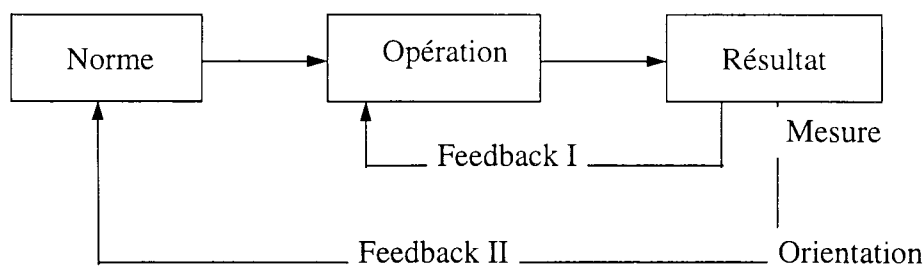 Norme
Opération
Résultat
Mesure
Feedback I
Feedback II
Orientation